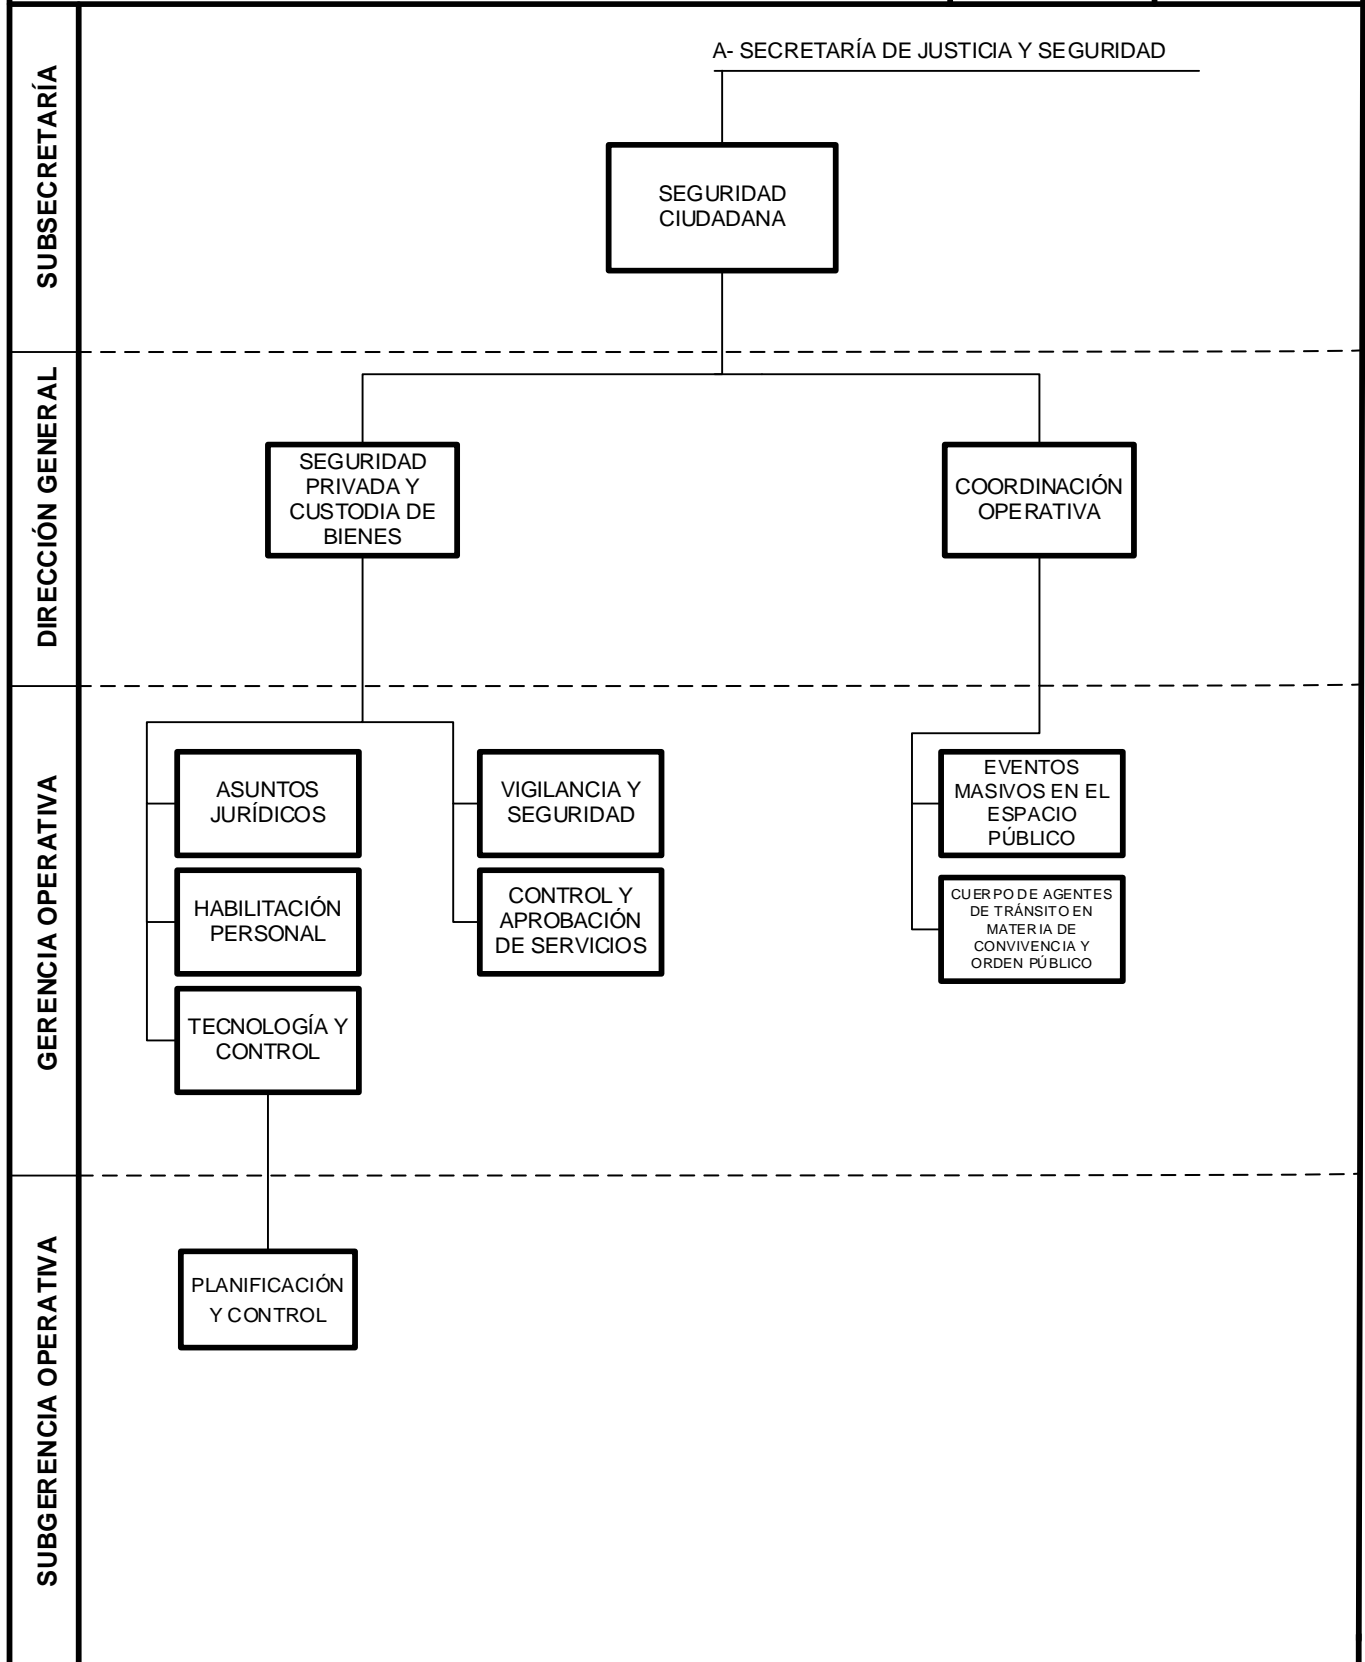 A- SECRETARÍA DE JUSTICIA Y SEGURIDAD
SUBSECRETARÍA
SEGURIDAD
CIUDADANA
DIRECCIÓN GENERAL
SEGURIDAD
PRIVADA Y
CUSTODIA DE
BIENES
COORDINACIÓN
OPERATIVA
GERENCIA OPERATIVA
ASUNTOS
JURÍDICOS
VIGILANCIA Y
SEGURIDAD
EVENTOS
MASIVOS EN EL
ESPACIO
PÚBLICO
HABILITACIÓN
PERSONAL
CONTROL Y
APROBACIÓN
DE SERVICIOS
CUERPO DE AGENTES
DE TRÁNSITO EN
MATERIA DE
CONVIVENCIA Y
ORDEN PÚBLICO
TECNOLOGÍA Y
CONTROL
SUBGERENCIA OPERATIVA
PLANIFICACIÓN
Y CONTROL